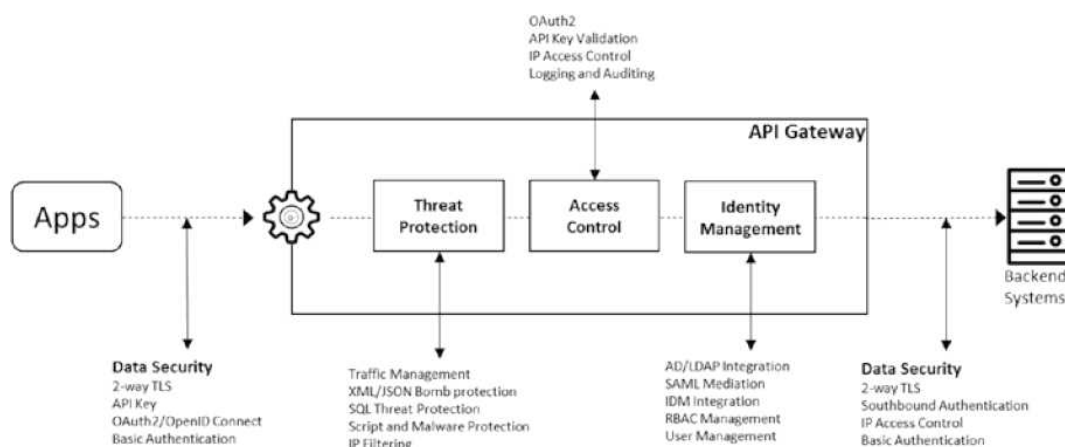 OAuth2
API Key Validation
IP Access Control
Logging and Auditing
API Gateway
Apps
Threat
Protection
Access
Control
Identity
Management
Backend
Systems
Data Security
2-way TLS
API Key
OAuth2/OpenID Connect
Basic Authentication
Traffic Management
XML/JSON Bomb protection
SQL Threat Protection
Script and Malware Protection
IP Filtering
AD/LDAP Integration
SAML Mediation
IDM Integration
RBAC Management
User Management
Data Security
2-way TLS
Southbound Authentication
IP Access Control
Basic Authentication